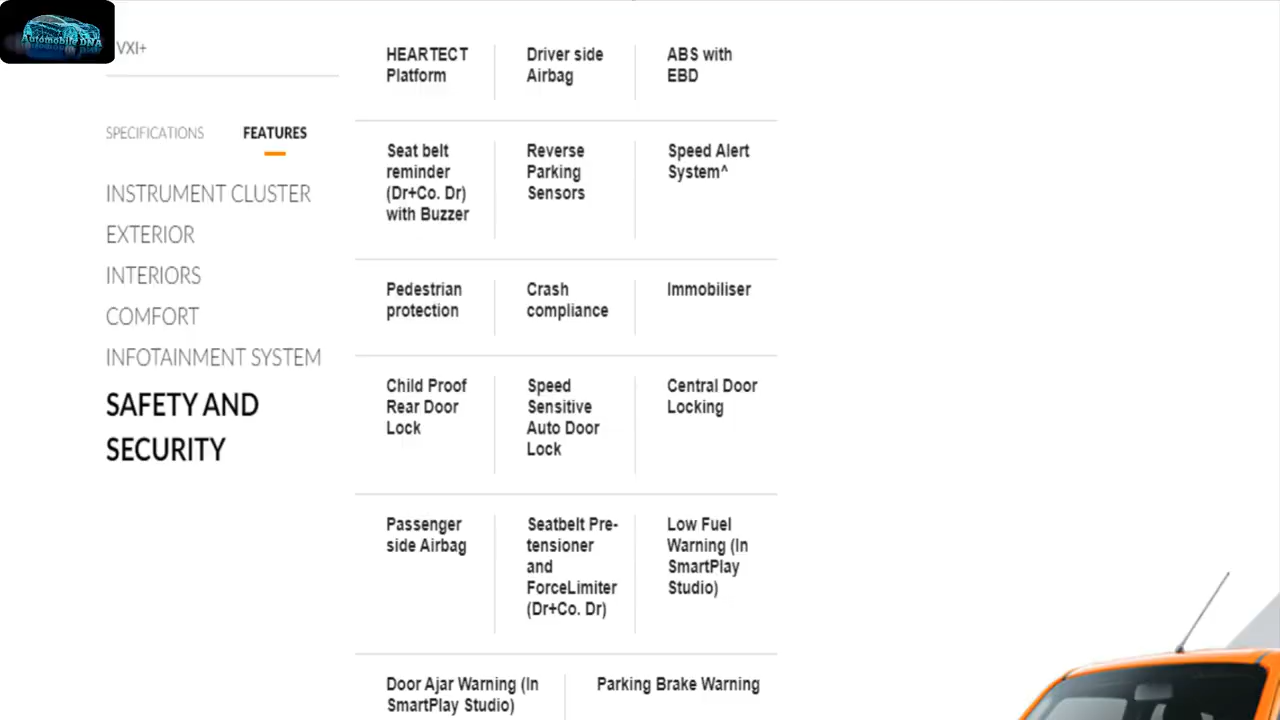 Automobile DNA
VXI+
SPECIFICATIONS
FEATURES
INSTRUMENT CLUSTER
EXTERIOR
INTERIORS
COMFORT
INFOTAINMENT SYSTEM
SAFETY AND
SECURITY
HEARTECT
Platform
Driver side
Airbag
ABS with
EBD
Seat belt
reminder
(Dr+Co. Dr)
with Buzzer
Reverse
Parking
Sensors
Speed Alert
System^
Pedestrian
protection
Crash
compliance
Immobiliser
Child Proof
Rear Door
Lock
Speed
Sensitive
Auto Door
Lock
Central Door
Locking
Passenger
side Airbag
Seatbelt Pre-
tensioner
and
ForceLimiter
(Dr+Co. Dr)
Low Fuel
Warning (In
SmartPlay
Studio)
Door Ajar Warning (In
SmartPlay Studio)
Parking Brake Warning